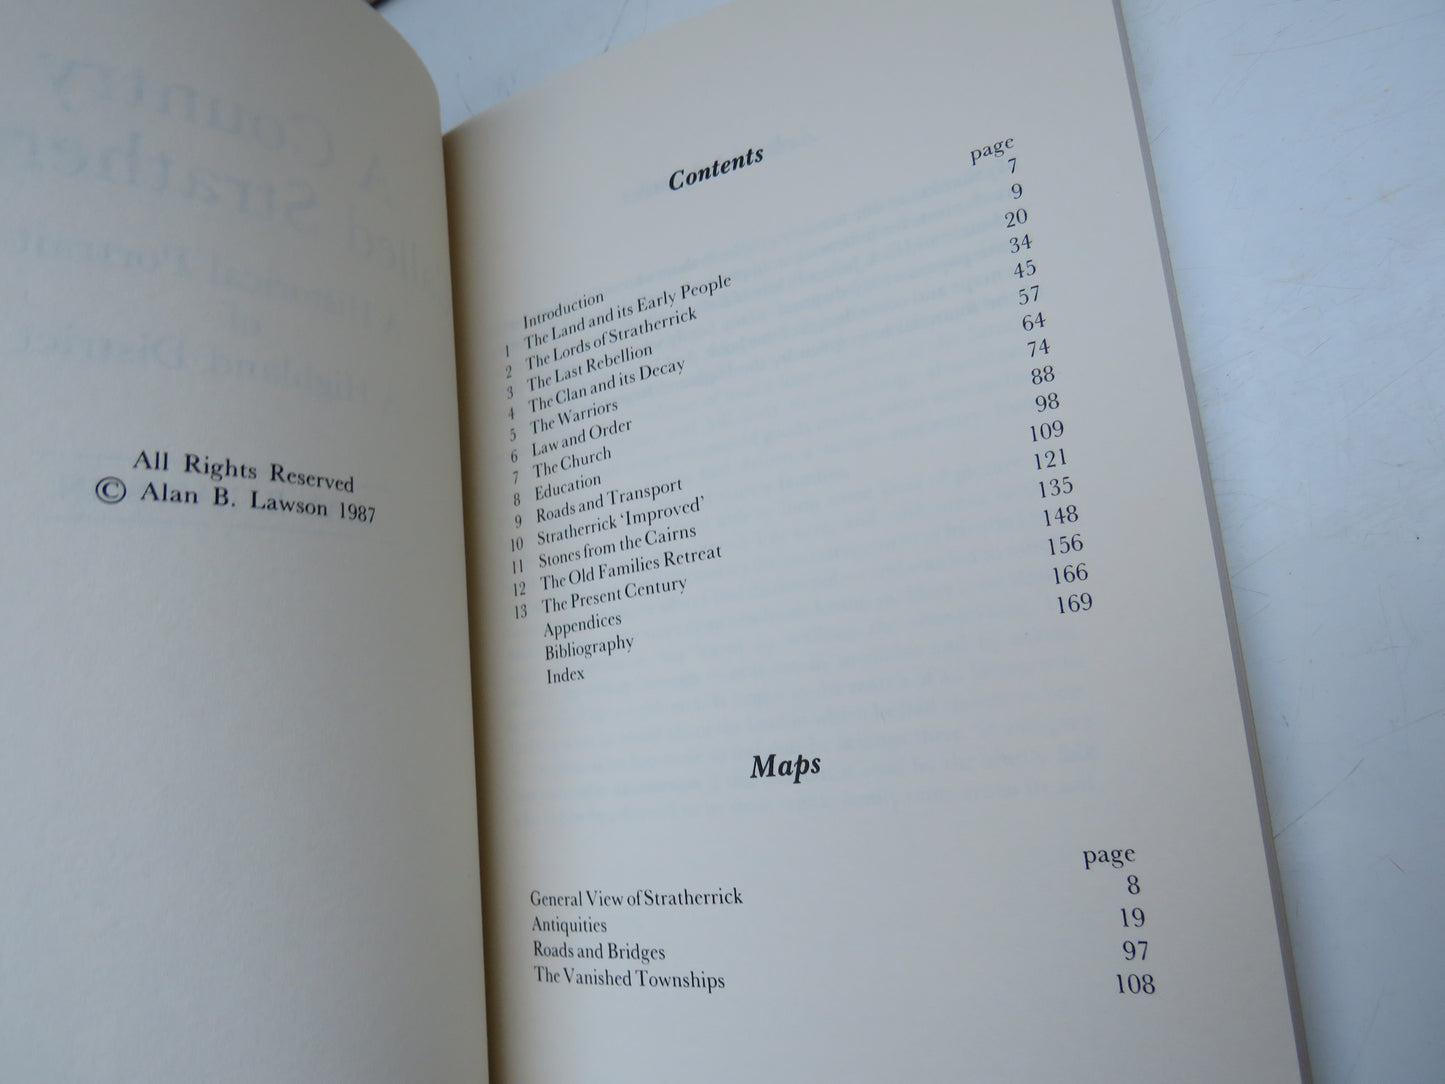 All Rights Reserved
© Alan B. Lawson 1987
Contents
page
Introduction 7
1 The Land and its Early People 9
2 The Lords of Stratherrick 20
3 The Last Rebellion 34
4 The Clan and its Decay 45
5 The Warriors 57
6 Law and Order 64
7 The Church 74
8 Education 88
9 Roads and Transport 98
10 Stratherrick ‘Improved’ 109
11 Stones from the Cairns 121
12 The Old Families Retreat 135
13 The Present Century 148
Appendices 156
Bibliography 166
Index 169
Maps
page
General View of Stratherrick 8
Antiquities 19
Roads and Bridges 97
The Vanished Townships 108